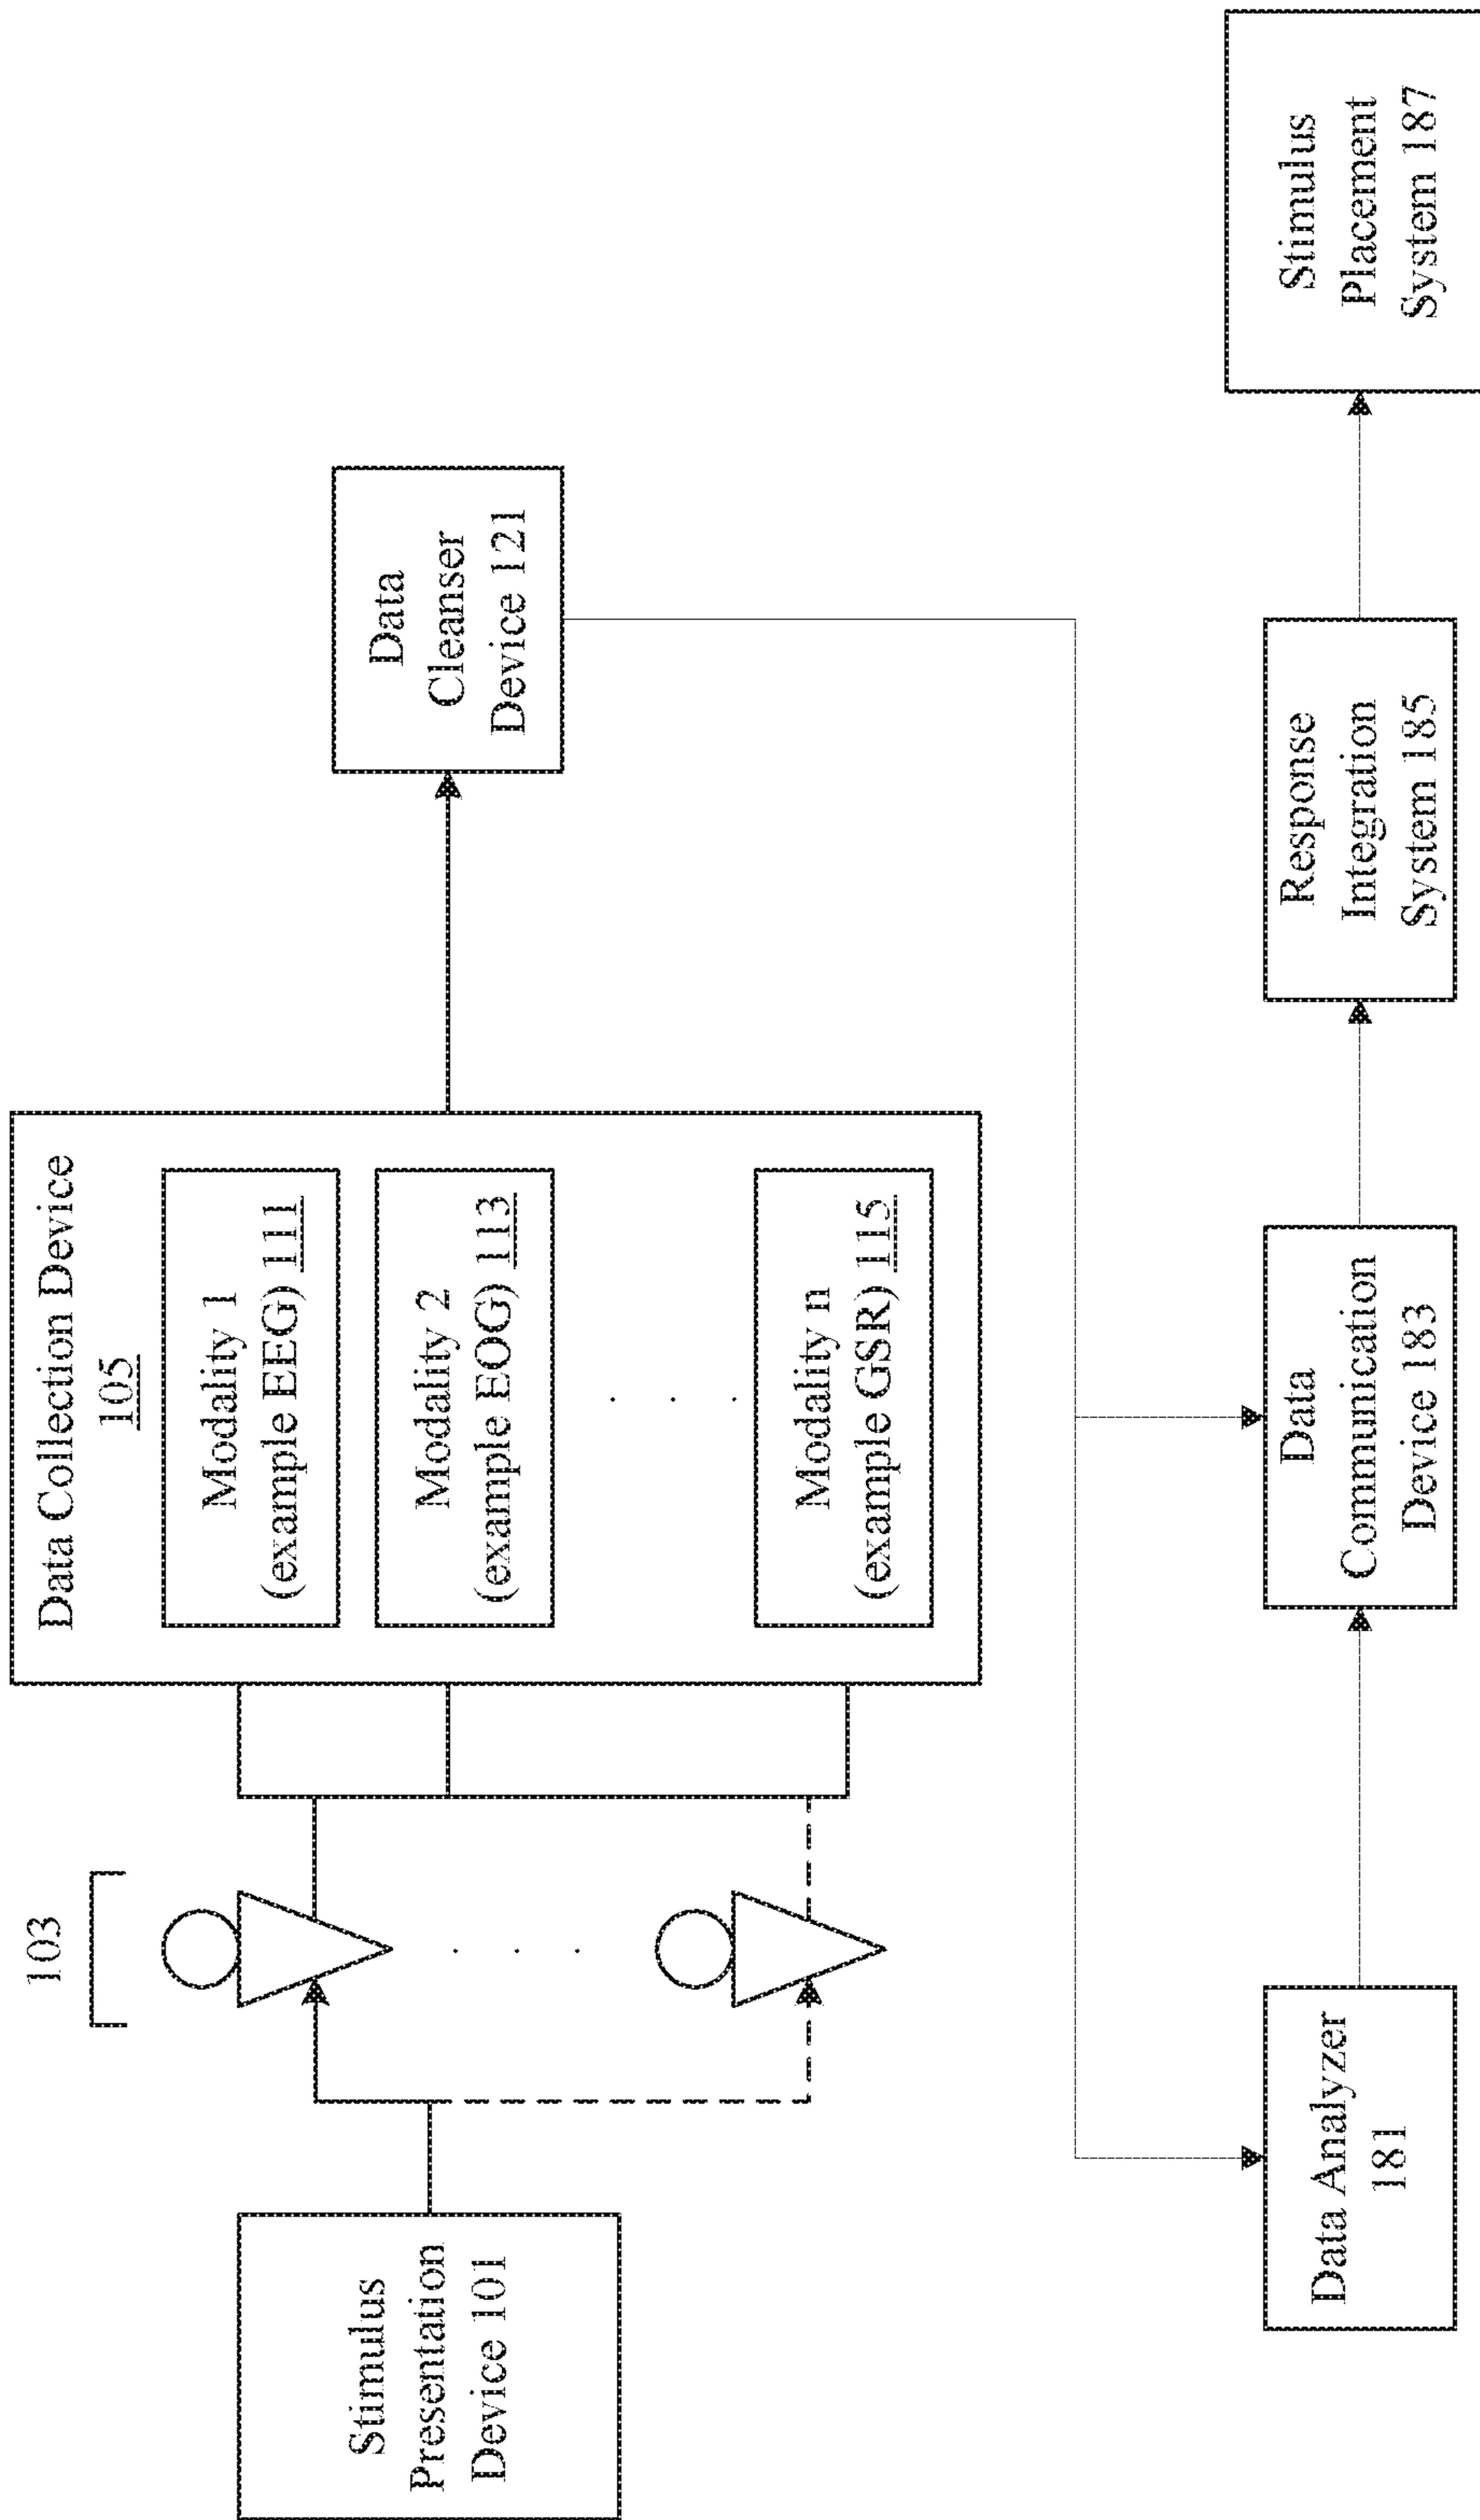 103
Stimulus
Presentation
Device 101
Data Collection Device
105
Modality 1
(example EEG) 111
Modality 2
(example EOG) 113
.
.
.
Modality n
(example GSR) 115
Data
Cleanser
Device 121
Data Analyzer
181
Data
Communication
Device 183
Response
Integration
System 185
Stimulus
Placement
System 187